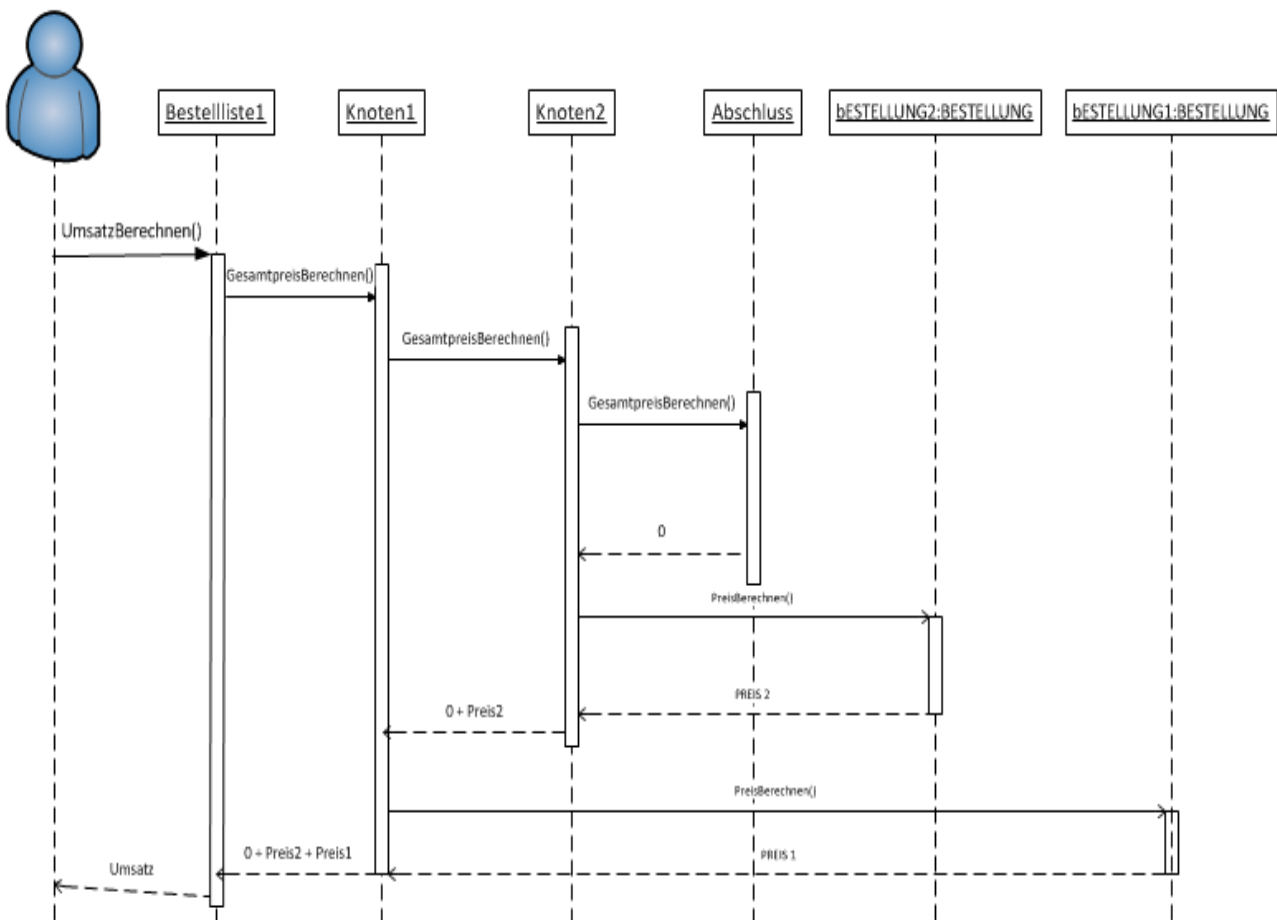 Bestellliste1
Knoten1
Knoten2
Abschluss
bESTELLUNG2:BESTELLUNG
bESTELLUNG1:BESTELLUNG
UmsatzBerechnen()
GesamtpreisBerechnen()
GesamtpreisBerechnen()
GesamtpreisBerechnen()
0
PreisBerechnen()
PREIS 2
0 + Preis2
PreisBerechnen()
0 + Preis2 + Preis1
PREIS 1
Umsatz